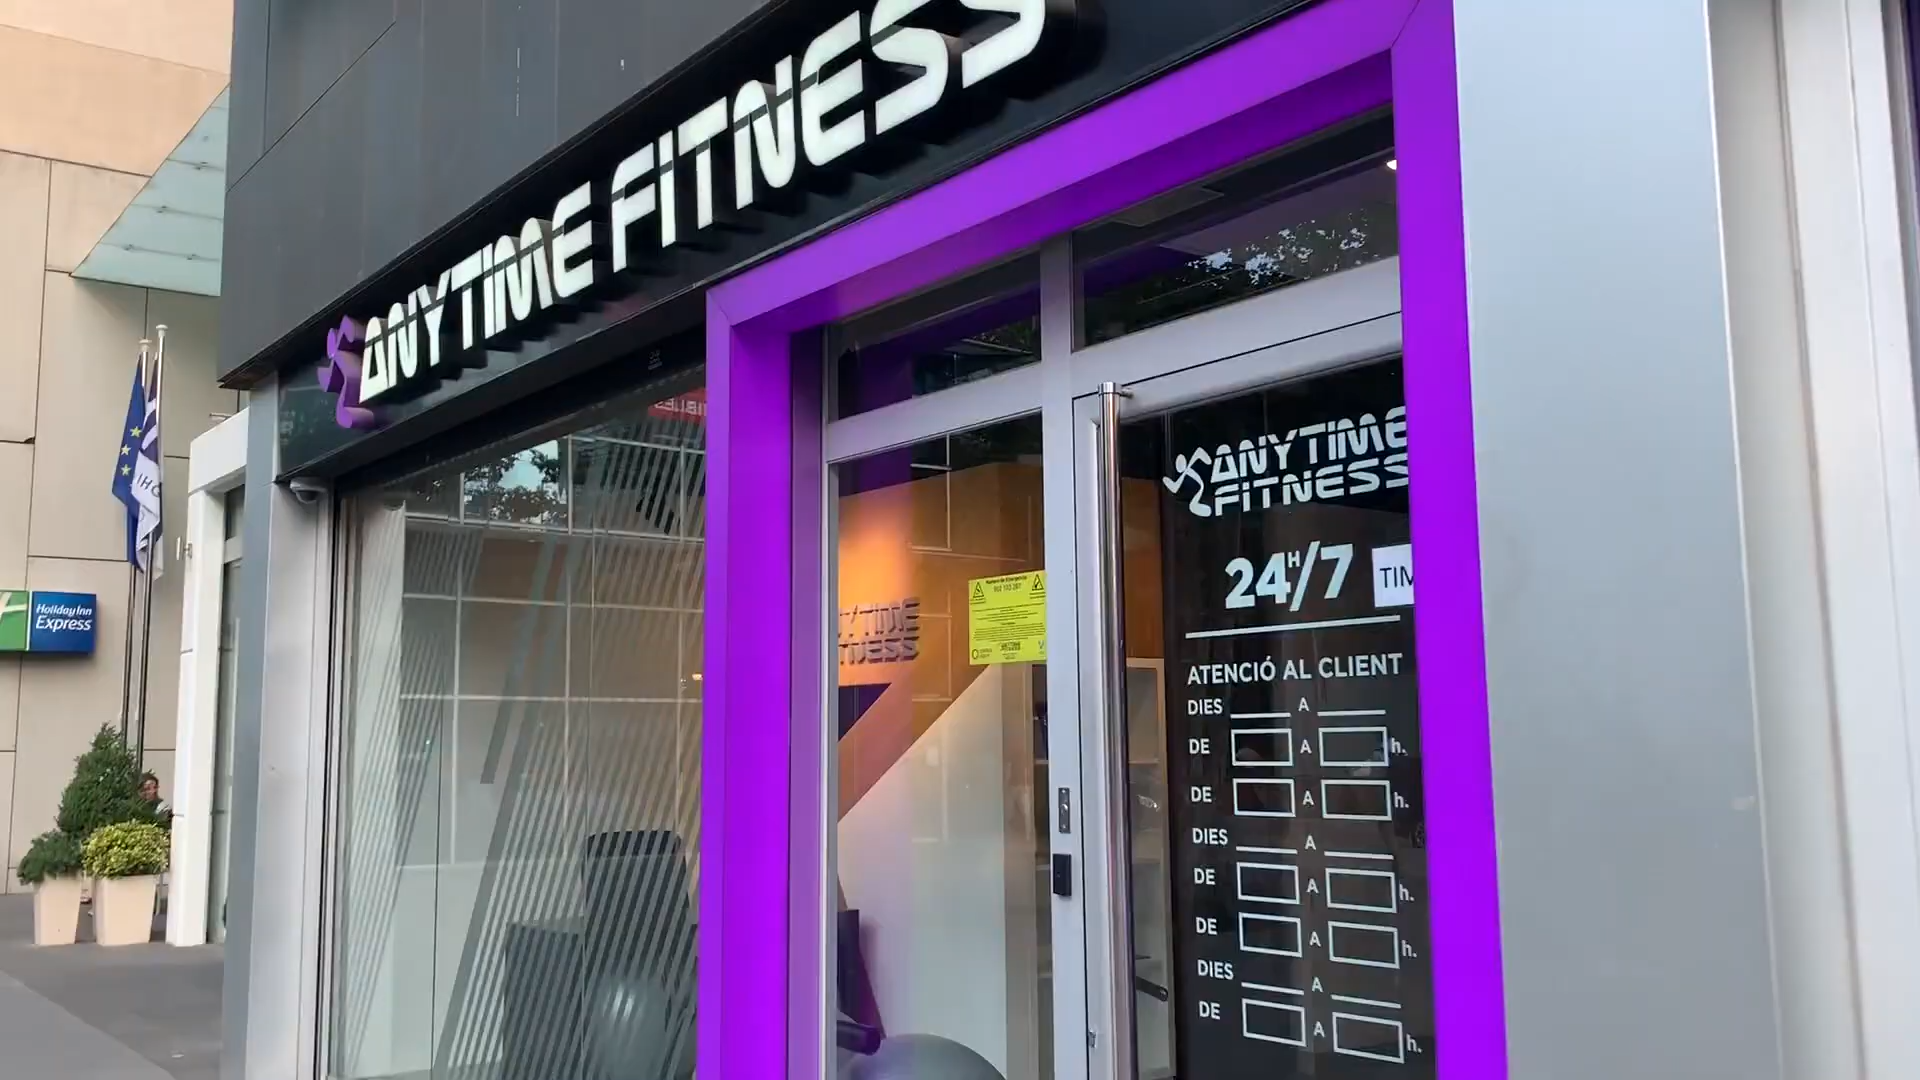 ANYTIME FITNESS
Holiday Inn
Express
ANYTIME
FITNESS
24H/7
TIM
ATENCIÓ AL CLIENT
DIES A
DE A h.
DE A h.
DIES A
DE A h.
DE A h.
DIES A
DE A h.